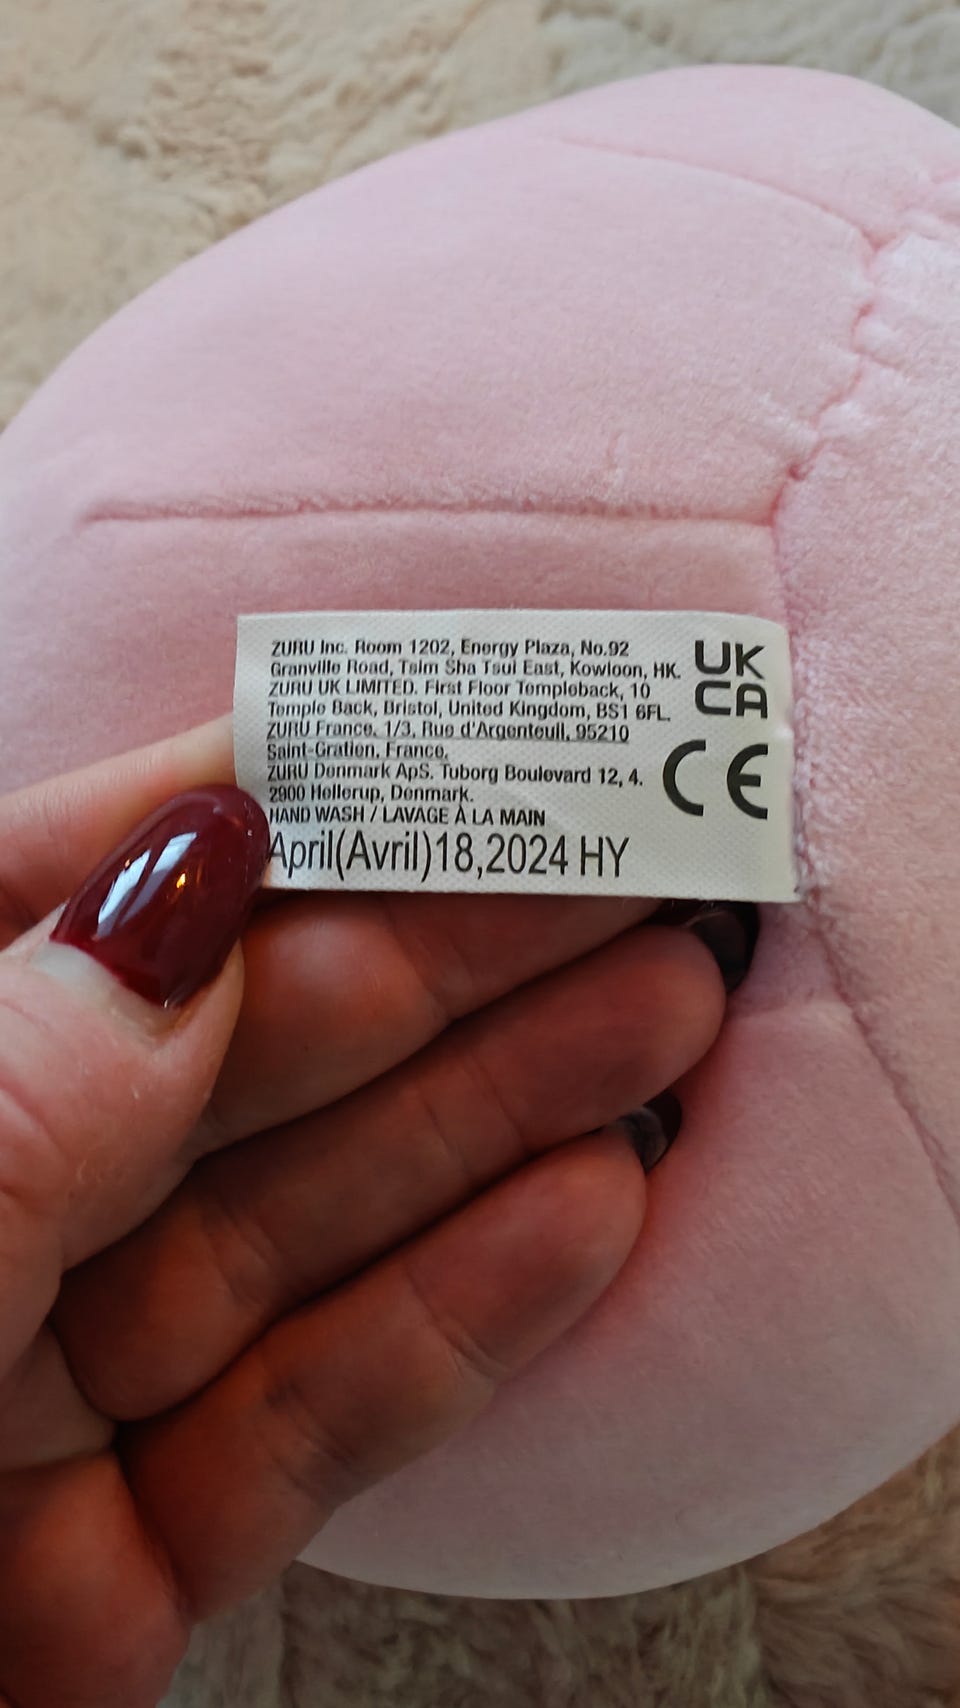 ZURU Inc. Room 1202, Energy Plaza, No.92
Granville Road, Tsim Sha Tsui East, Kowloon, HK.
ZURU UK LIMITED. First Floor Templeback, 10
Temple Back, Bristol, United Kingdom, BS1 6FL.
ZURU France. 1/3, Rue d'Argenteuil, 95210
Saint-Gratien. France.
ZURU Denmark ApS. Tuborg Boulevard 12, 4.
2900 Hellerup, Denmark.
HAND WASH / LAVAGE À LA MAIN
April(Avril)18,2024 HY
UK
CA
CE